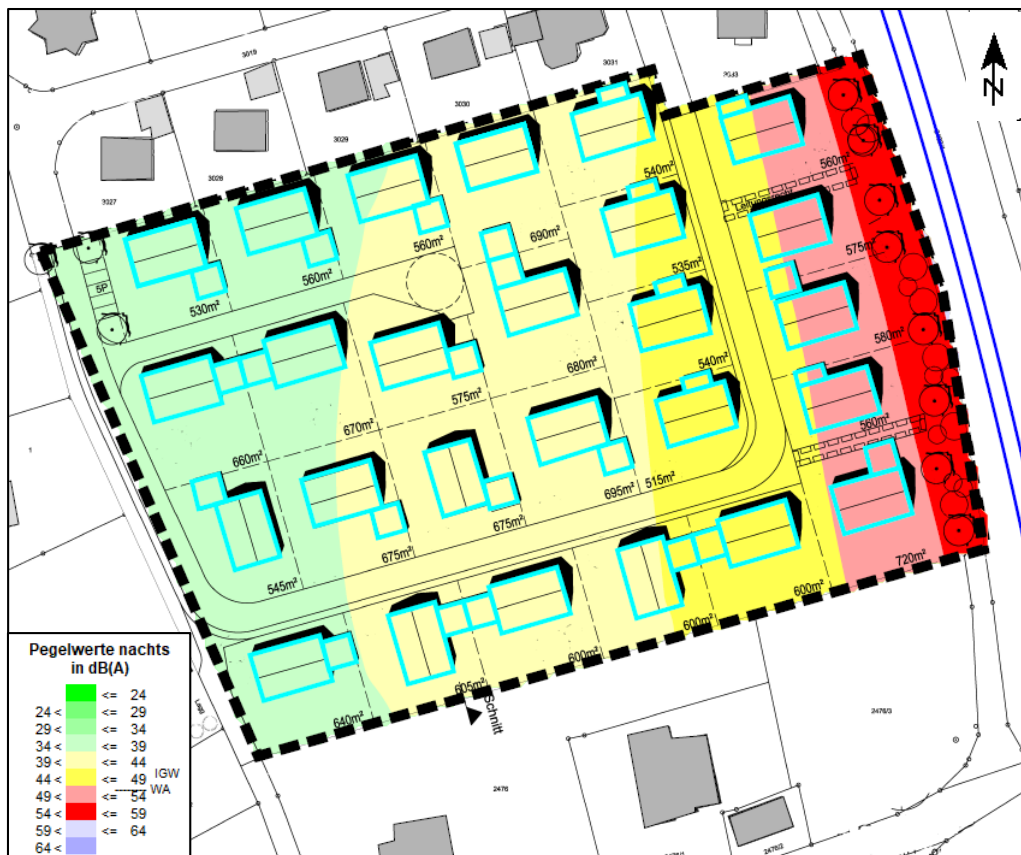 3019
3031
3030
3029
3028
3027
N
5P
560m²
540m²
690m²
560m²
560m²
530m²
575m²
535m²
580m²
680m²
540m²
575m²
670m²
560m²
660m²
695m²
515m²
675m²
675m²
545m²
720m²
600m²
600m²
600m²
605m²
640m²
Schnitt
1
2476
2476/3
2476/2
Pegelwerte nachts
in dB(A)
<= 24
24 < <= 29
29 < <= 34
34 < <= 39
39 < <= 44
44 < <= 49 IGW
49 < <= 54 WA
54 < <= 59
59 < <= 64
64 <